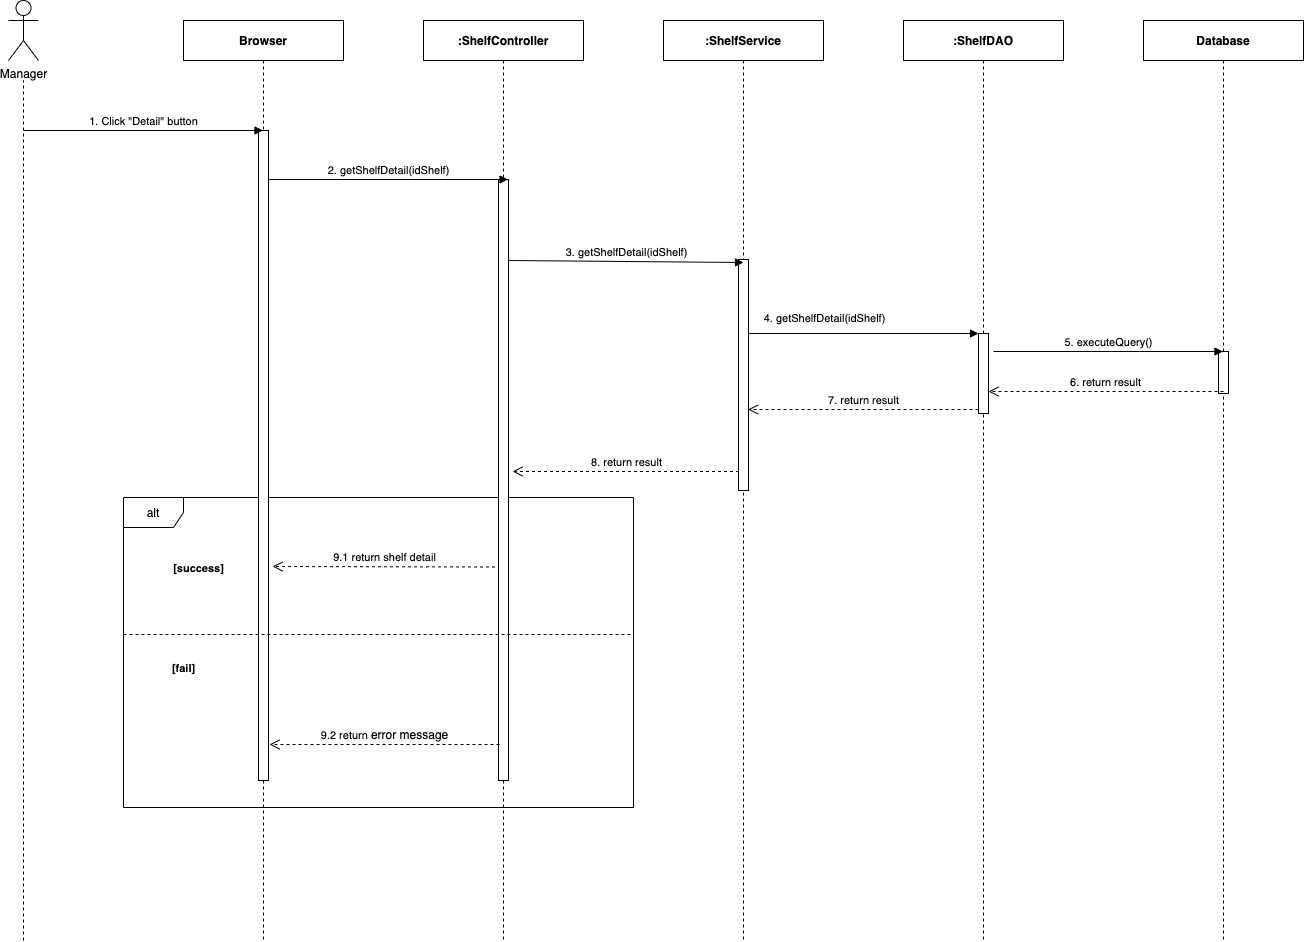 Manager
Browser
:ShelfController
:ShelfService
:ShelfDAO
Database
1. Click "Detail" button
2. getShelfDetail(idShelf)
3. getShelfDetail(idShelf)
4. getShelfDetail(idShelf)
5. executeQuery()
6. return result
7. return result
8. return result
alt
9.1 return shelf detail
[success]
[fail]
9.2 return error message